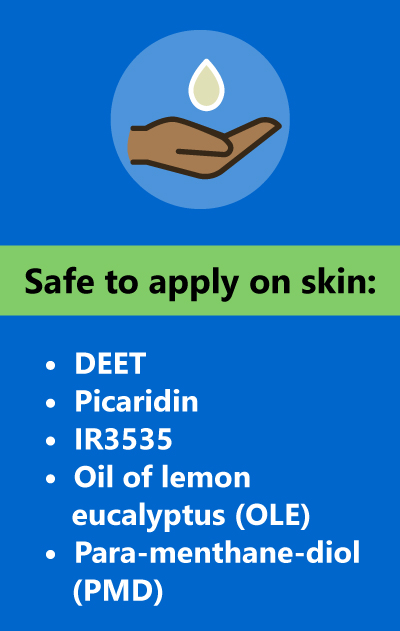 Safe to apply on skin:
• DEET
• Picaridin
• IR3535
• Oil of lemon
eucalyptus (OLE)
• Para-menthane-diol
(PMD)